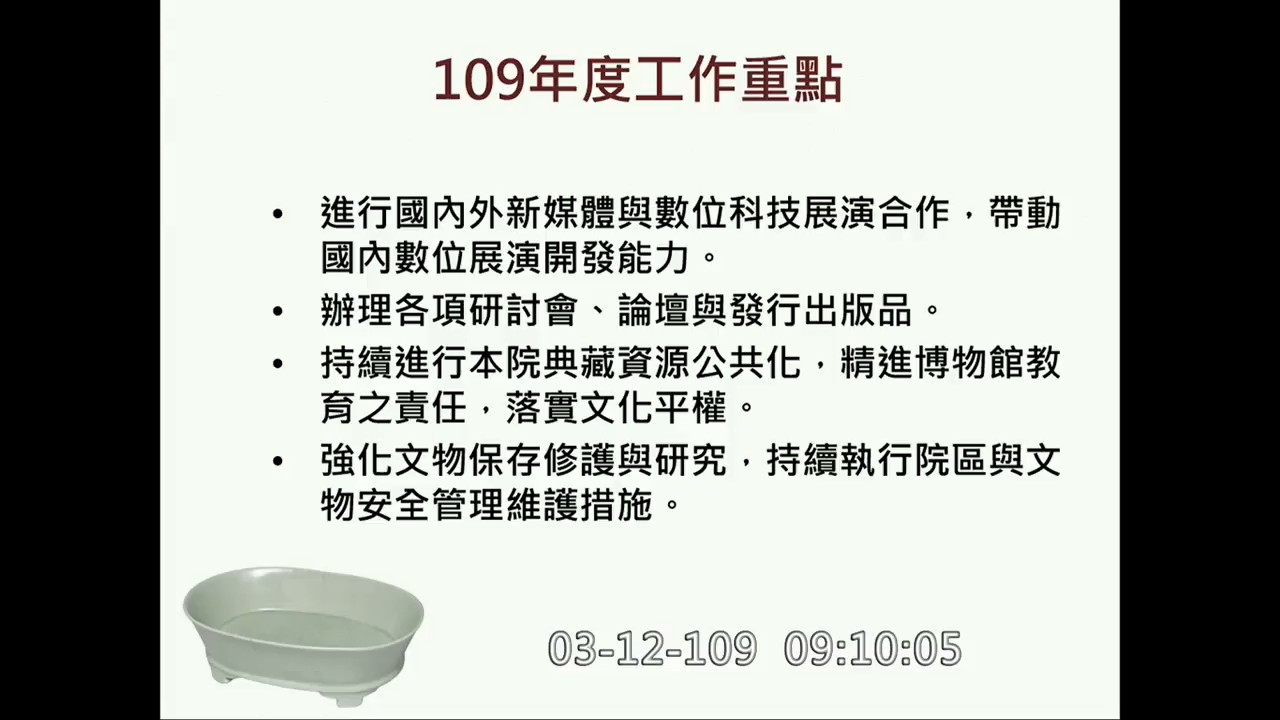 109年度工作重點
• 進行國內外新媒體與數位科技展演合作，帶動
國內數位展演開發能力。
• 辦理各項研討會、論壇與發行出版品。
• 持續進行本院典藏資源公共化，精進博物館教
育之責任，落實文化平權。
• 強化文物保存修護與研究，持續執行院區與文
物安全管理維護措施。
03-12-109 09:10:05